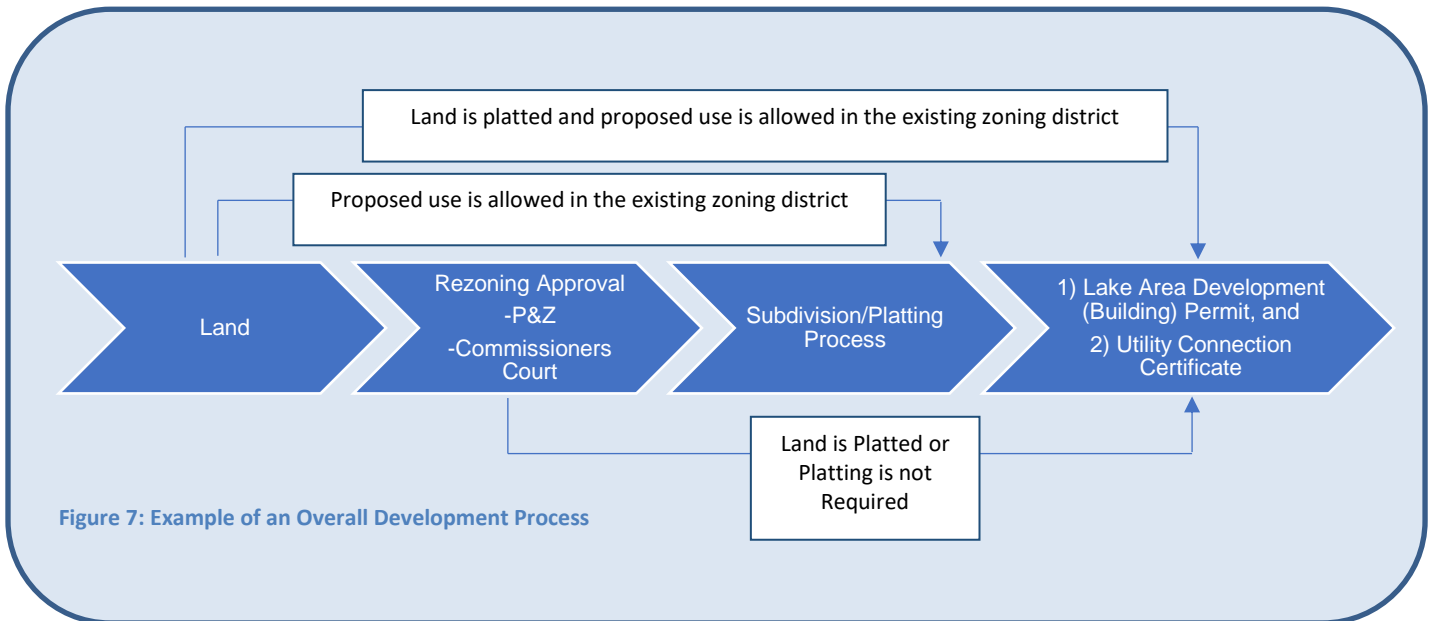 Land is platted and proposed use is allowed in the existing zoning district
Proposed use is allowed in the existing zoning district
Land
Rezoning Approval
-P&Z
-Commissioners
Court
Subdivision/Platting
Process
1) Lake Area Development
(Building) Permit, and
2) Utility Connection
Certificate
Land is Platted or
Platting is not
Required
Figure 7: Example of an Overall Development Process